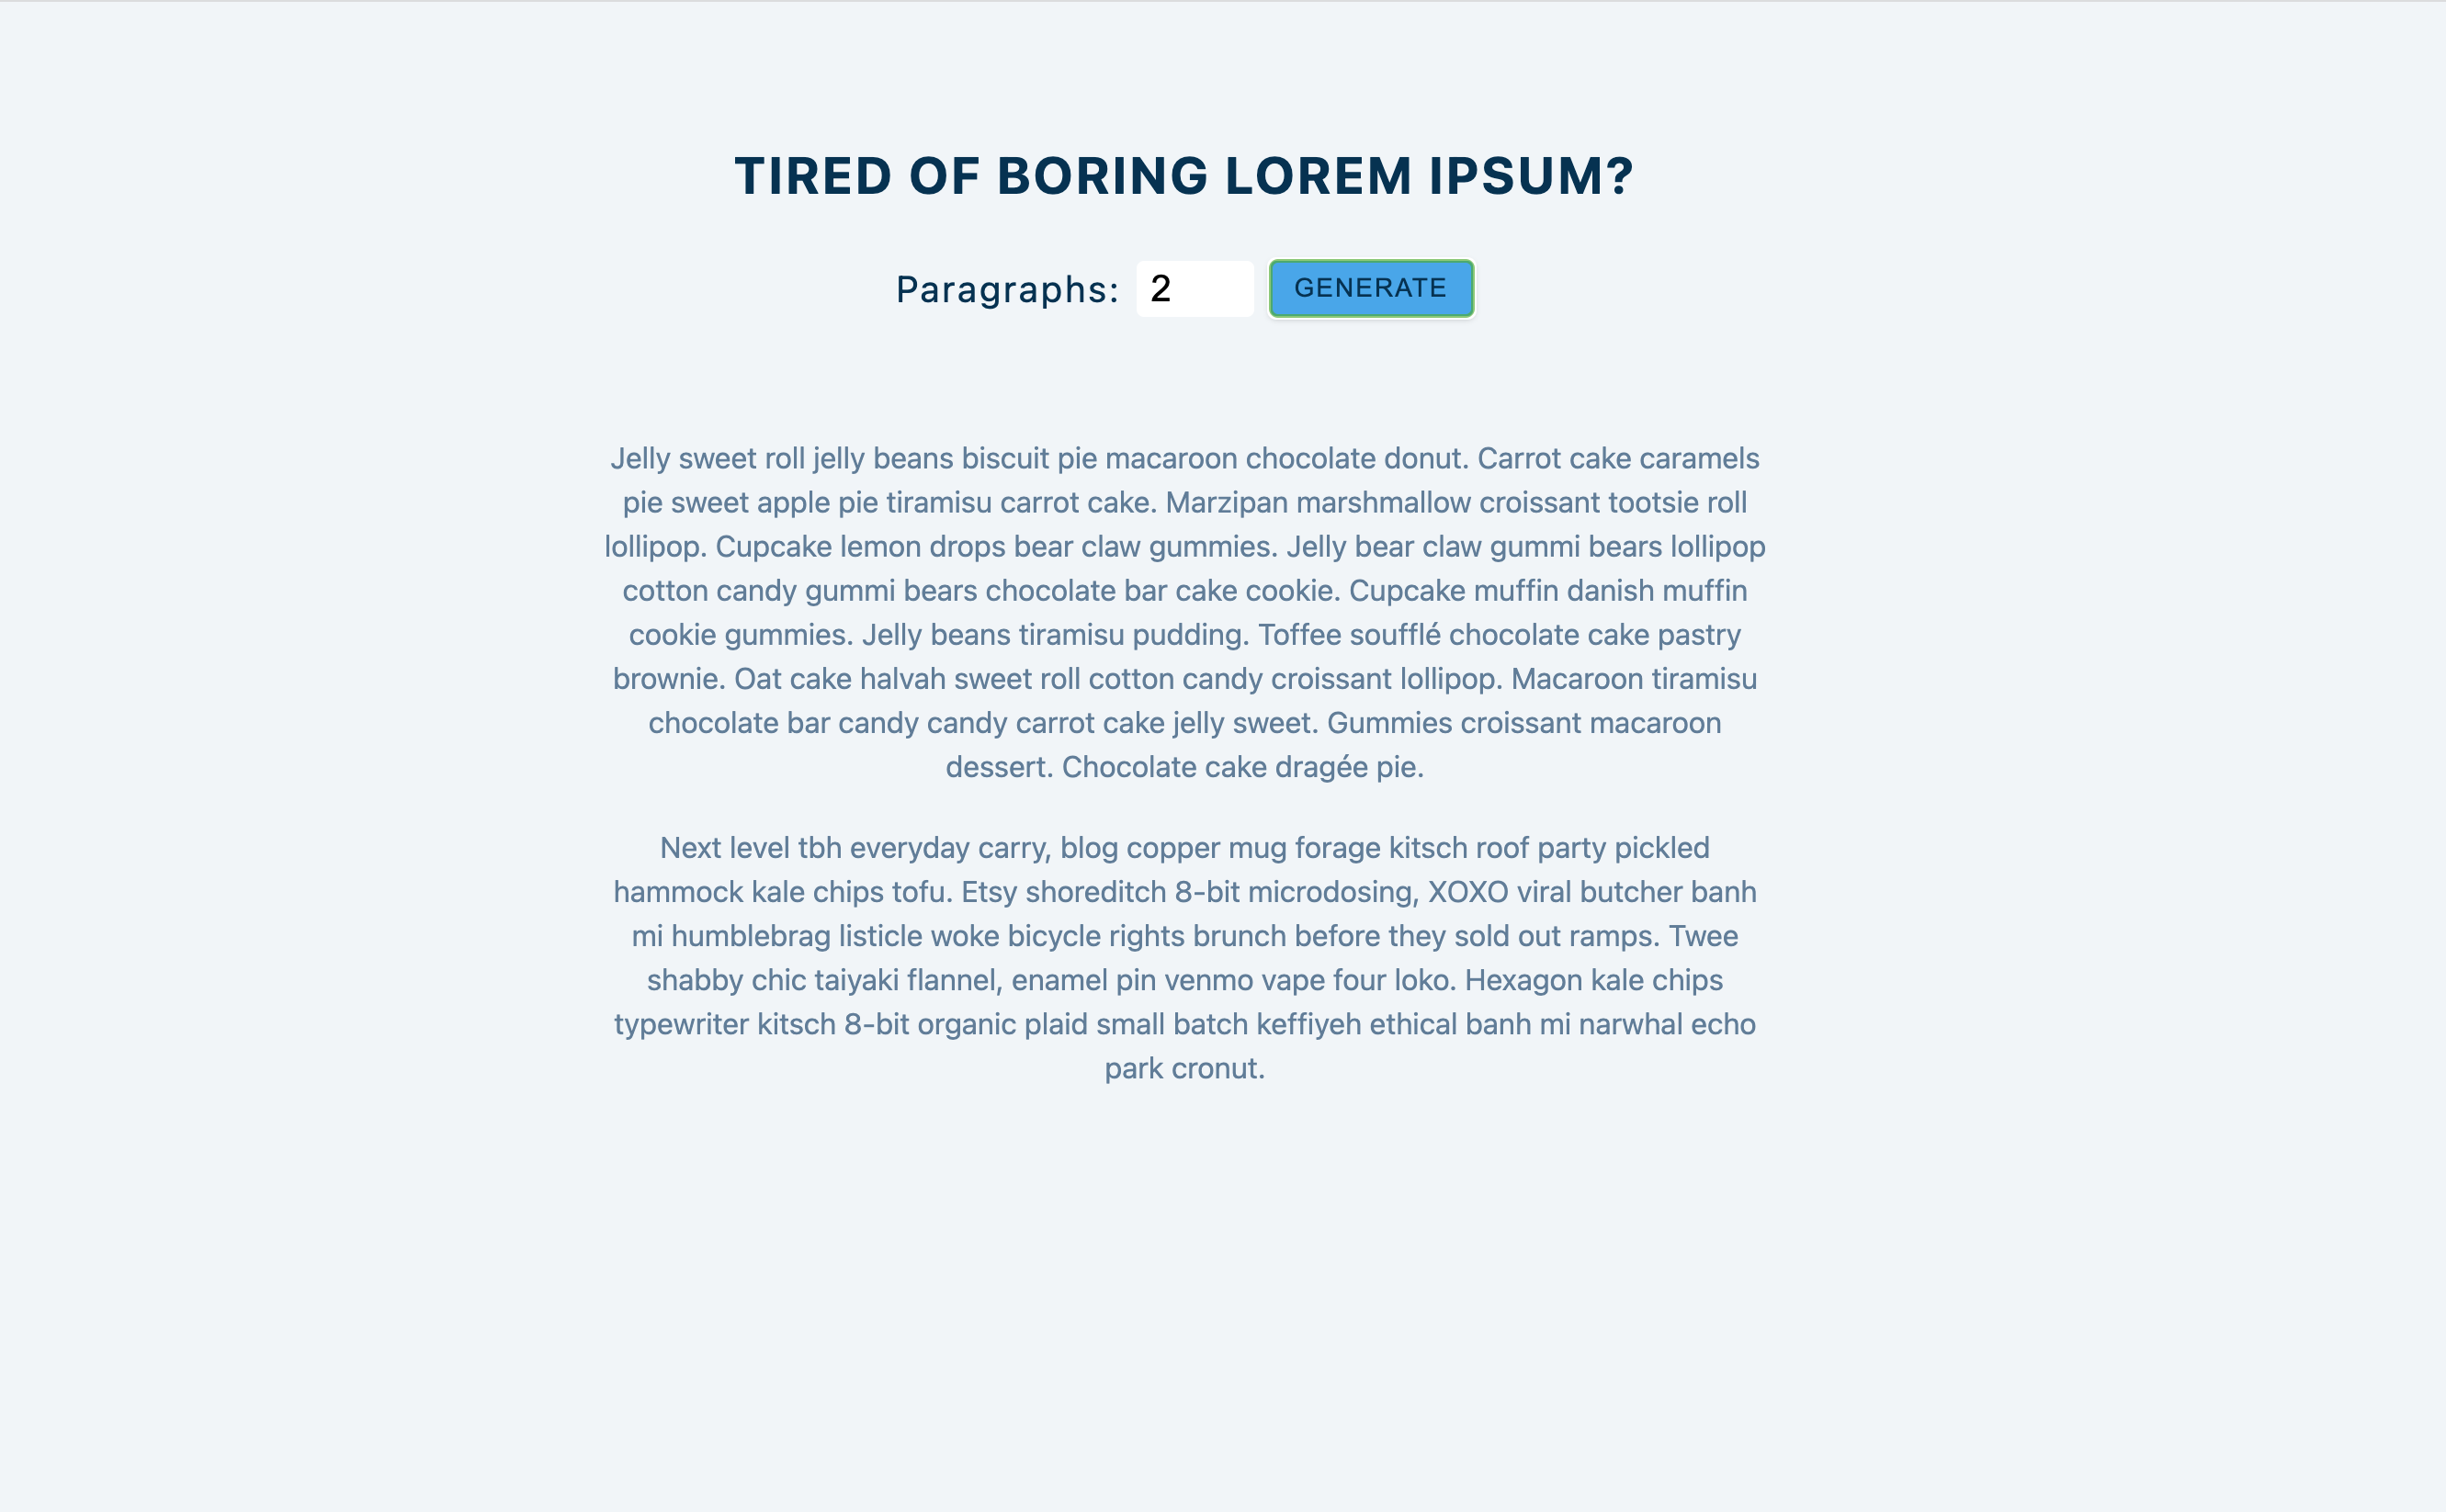 TIRED OF BORING LOREM IPSUM?
Paragraphs: 2 GENERATE
Jelly sweet roll jelly beans biscuit pie macaroon chocolate donut. Carrot cake caramels
pie sweet apple pie tiramisu carrot cake. Marzipan marshmallow croissant tootsie roll
lollipop. Cupcake lemon drops bear claw gummies. Jelly bear claw gummi bears lollipop
cotton candy gummi bears chocolate bar cake cookie. Cupcake muffin danish muffin
cookie gummies. Jelly beans tiramisu pudding. Toffee soufflé chocolate cake pastry
brownie. Oat cake halvah sweet roll cotton candy croissant lollipop. Macaroon tiramisu
chocolate bar candy candy carrot cake jelly sweet. Gummies croissant macaroon
dessert. Chocolate cake dragée pie.
Next level tbh everyday carry, blog copper mug forage kitsch roof party pickled
hammock kale chips tofu. Etsy shoreditch 8-bit microdosing, XOXO viral butcher banh
mi humblebrag listicle woke bicycle rights brunch before they sold out ramps. Twee
shabby chic taiyaki flannel, enamel pin venmo vape four loko. Hexagon kale chips
typewriter kitsch 8-bit organic plaid small batch keffiyeh ethical banh mi narwhal echo
park cronut.